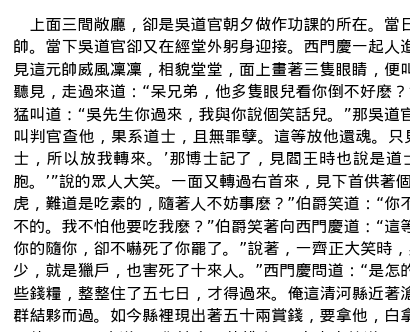 上面三間敞廳，卻是吳道官朝夕做作功課的所在。當日
帥。當下吳道官卻又在經堂外躬身迎接。西門慶一起人進
見這元帥威風凜凜，相貌堂堂，面上畫著三隻眼睛，便叫
聽見，走過來道：“呆兄弟，他多隻眼兒看你倒不好麼？
猛叫道：“吳先生你過來，我與你說個笑話兒。”那吳道官
叫判官查他，果系道士，且無罪孽。這等放他還魂。只見
士，所以放我轉來。’那博士記了，見閻王時也說是道士
胞。’”說的眾人大笑。一面又轉過右首來，見下首供著個
虎，難道是吃素的，隨著人不妨事麼？”伯爵笑道：“你不
不的。我不怕他要吃我麼？”伯爵笑著向西門慶道：“這等
你的隨你，卻不嚇死了你罷了。”說著，一齊正大笑時，
少，就是獵戶，也害死了十來人。”西門慶問道：“是怎的
些錢糧，整整住了五七日，才得過來。俺這清河縣近著滄
群結夥而過。如今縣裡現出著五十兩賞錢，要拿他，白拿